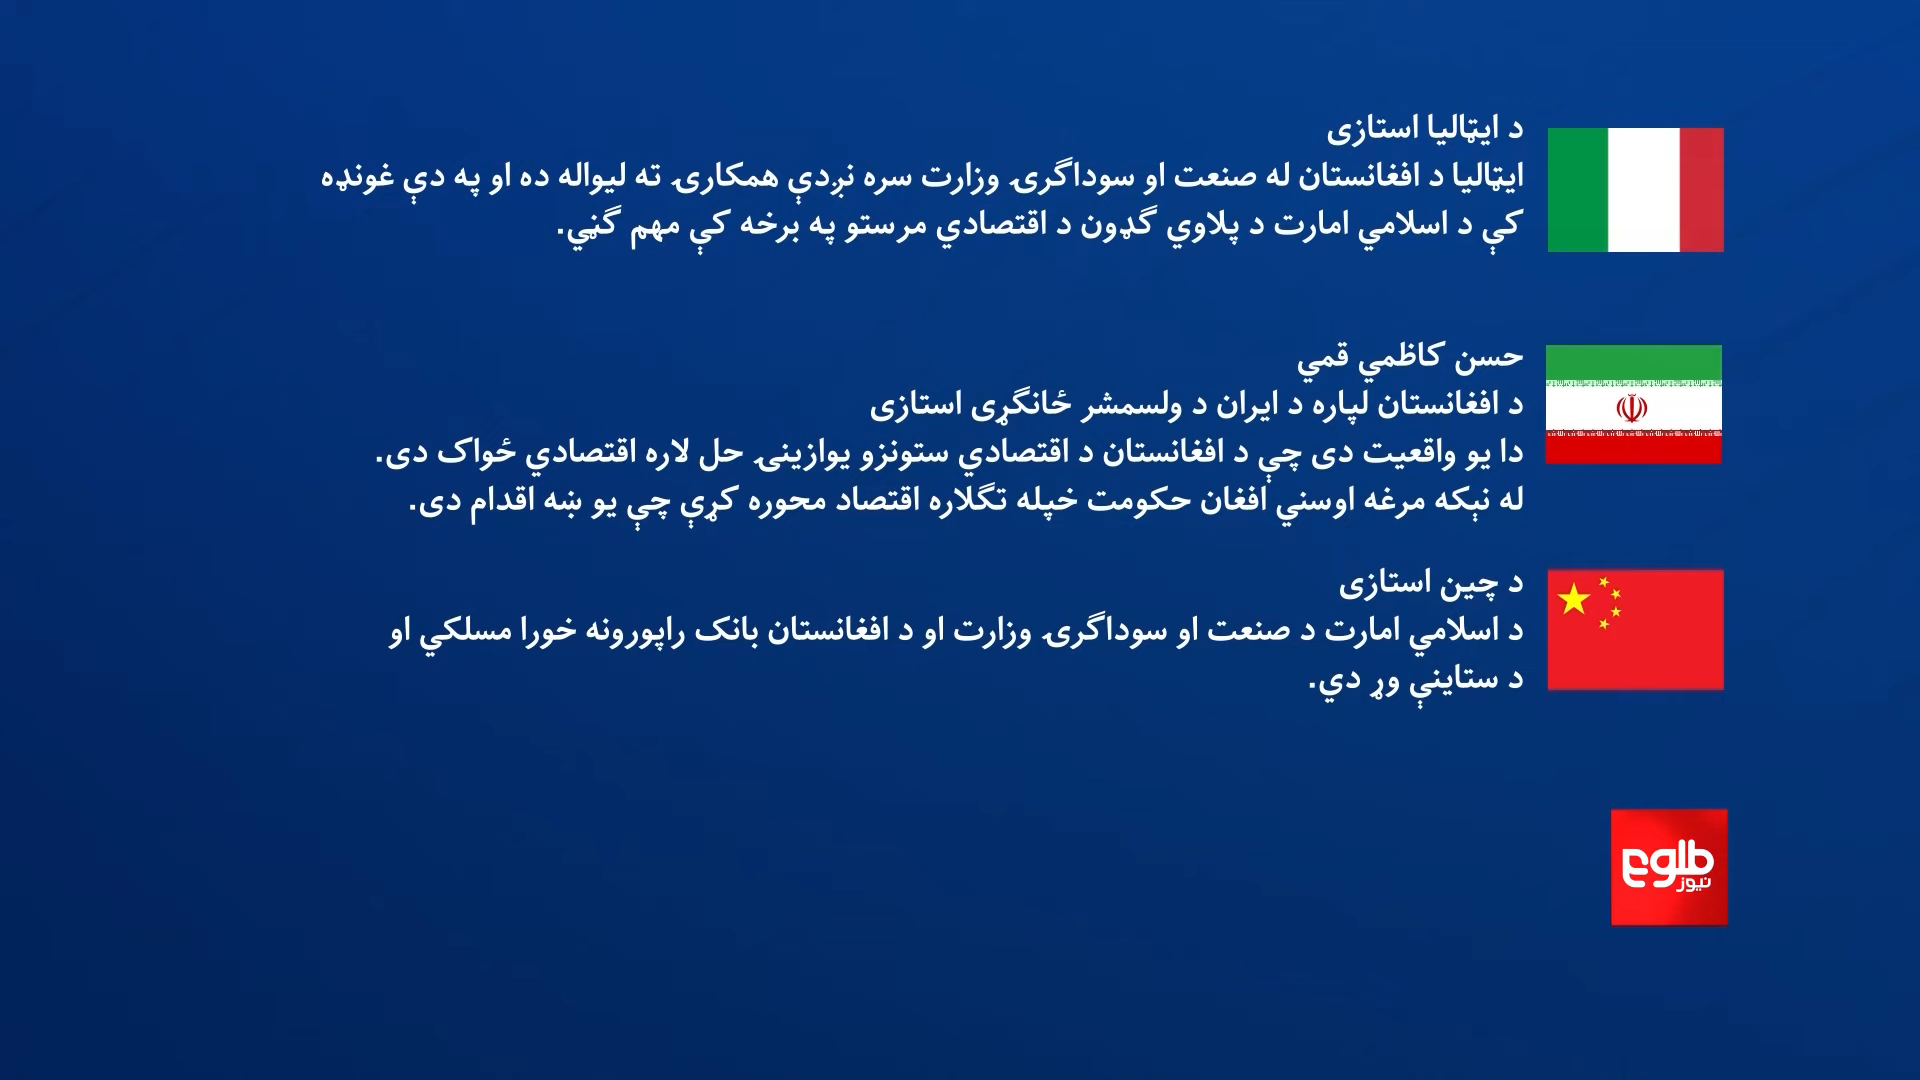 د ایټالیا استازی
ایټالیا د افغانستان له صنعت او سوداګرۍ وزارت سره نږدې همکارۍ ته لیواله ده او په دې غونډه
کې د اسلامي امارت د پلاوي ګډون د اقتصادي مرستو په برخه کې مهم ګڼي.
حسن کاظمي قمي
د افغانستان لپاره د ایران د ولسمشر ځانګړی استازی
دا یو واقعیت دی چې د افغانستان د اقتصادي ستونزو یوازینۍ حل لاره اقتصادي ځواک دی.
له نېکه مرغه اوسني افغان حکومت خپله تګلاره اقتصاد محوره کړې چې یو ښه اقدام دی.
د چین استازی
د اسلامي امارت د صنعت او سوداګرۍ وزارت او د افغانستان بانک راپورونه خورا مسلکي او
د ستاینې وړ دي.
طلوع
نیوز